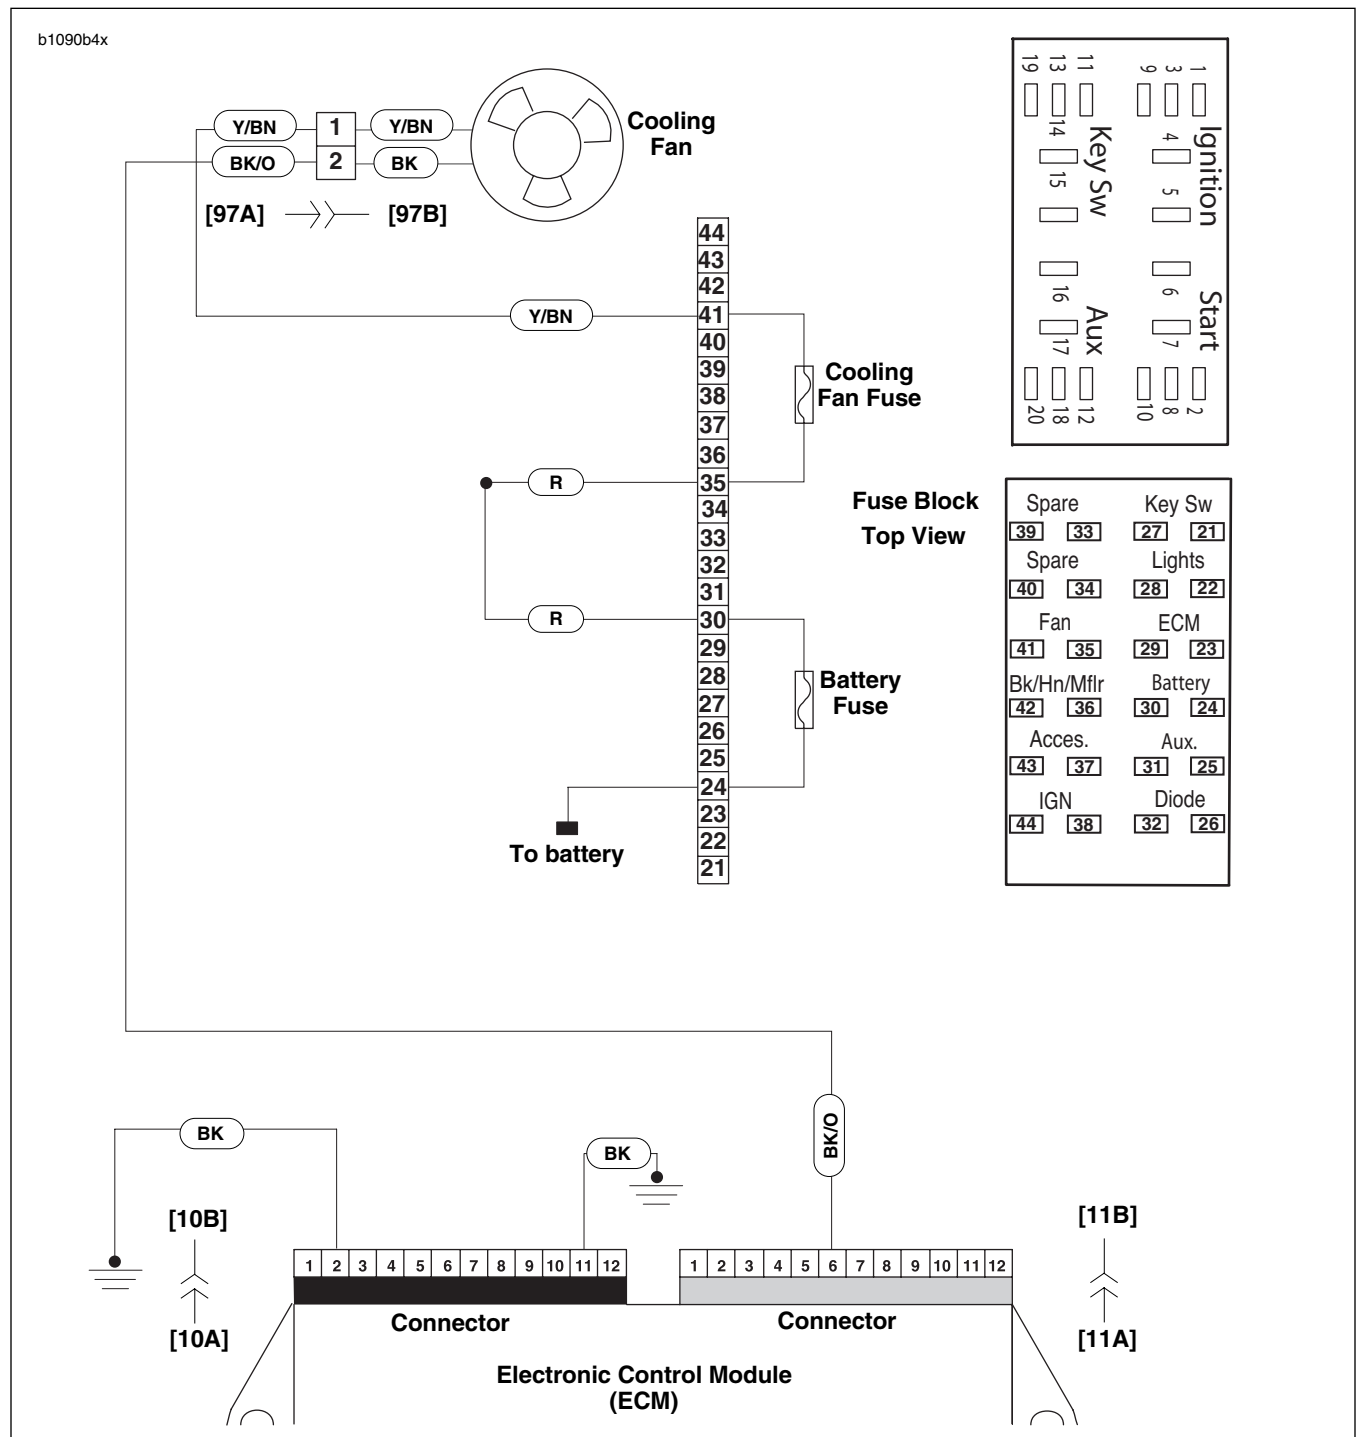 b1090b4x
Y/BN
1
Y/BN
BK/O
2
BK
Cooling
Fan
[97A]
[97B]
Y/BN
44
43
42
41
40
39
38
37
36
35
34
33
32
31
30
29
28
27
26
25
24
23
22
21
Cooling
Fan Fuse
R
R
Battery
Fuse
To battery
19 13 11 9 3 1
14 4
15 5
Key Sw
Ignition
16 6
17 7
Aux
Start
20 18 12 10 8 2
Fuse Block
Top View
Spare Key Sw
39 33 27 21
Spare Lights
40 34 28 22
Fan ECM
41 35 29 23
Bk/Hn/Mflr Battery
42 36 30 24
Acces. Aux.
43 37 31 25
IGN Diode
44 38 32 26
BK
BK
BK/O
[10B]
[10A]
[11B]
[11A]
1 2 3 4 5 6 7 8 9 10 11 12
1 2 3 4 5 6 7 8 9 10 11 12
Connector
Connector
Electronic Control Module
(ECM)